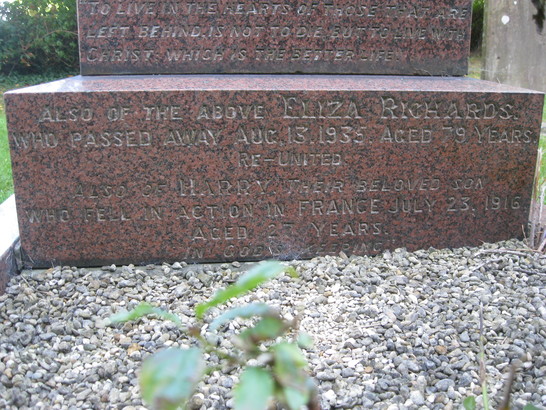 TO LIVE IN THE HEARTS OF THOSE THAT ARE
LEFT BEHIND, IS NOT TO DIE BUT TO LIVE WITH
CHRIST WHICH IS THE BETTER LIFE
ALSO OF THE ABOVE ELIZA RICHARDS,
WHO PASSED AWAY AUG. 13, 1935 AGED 79 YEARS
RE-UNITED.
ALSO OF HARRY, THEIR BELOVED SON
WHO FELL IN ACTION IN FRANCE JULY 23, 1916
AGED 27 YEARS.
IN GOD'S KEEPING